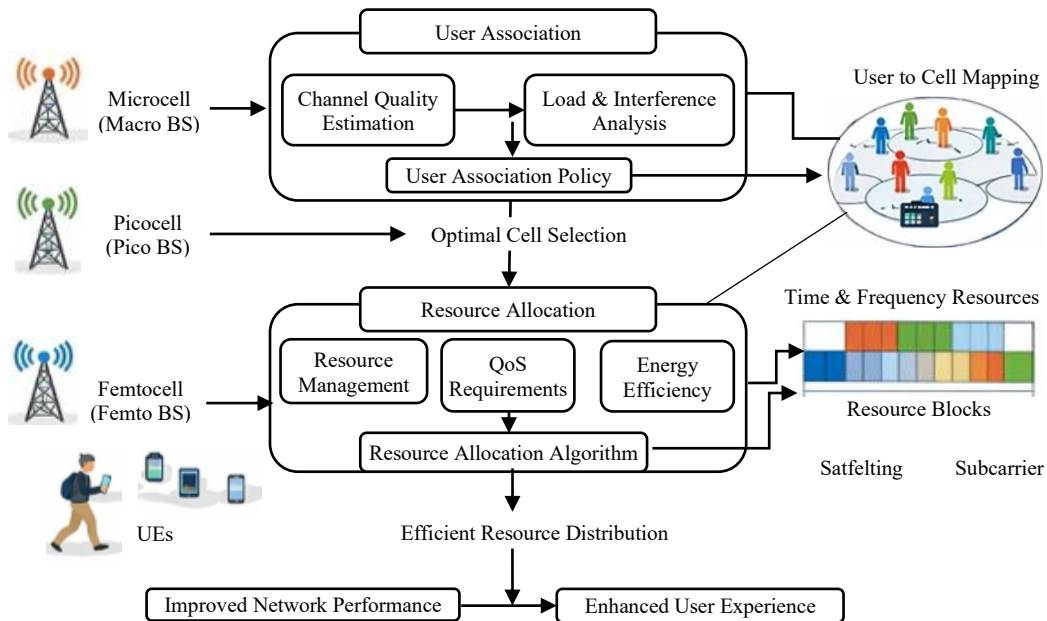 User Association
Channel Quality
Estimation
Load & Interference
Analysis
User Association Policy
Microcell
(Macro BS)
User to Cell Mapping
Picocell
(Pico BS)
Optimal Cell Selection
Resource Allocation
Resource
Management
QoS
Requirements
Energy
Efficiency
Resource Allocation Algorithm
Time & Frequency Resources
Resource Blocks
Satfelting
Subcarrier
Femtocell
(Femto BS)
UEs
Efficient Resource Distribution
Improved Network Performance
Enhanced User Experience